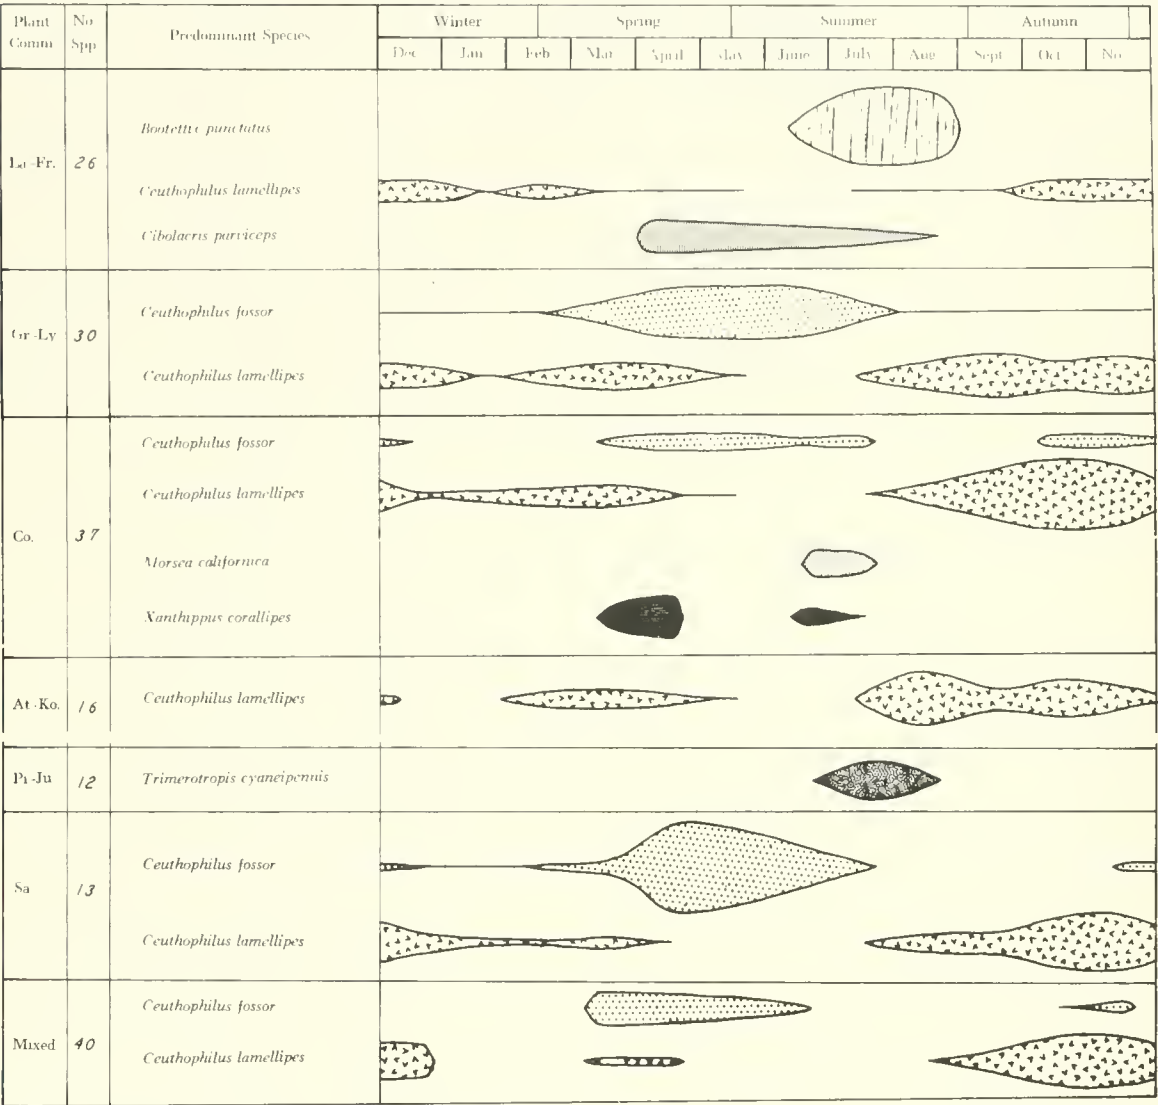 Plant Comm
No Spp
Predominant Species
Winter Spring Summer Autumn
Dec Jan Feb Mar April May June July Aug Sept Oct No
La-Fr. 26
Bootettix punctatus
Ceuthophilus lamellipes
Cibolacris parviceps
Gr-Ly 30
Ceuthophilus fossor
Ceuthophilus lamellipes
Co. 37
Ceuthophilus fossor
Ceuthophilus lamellipes
Morsea californica
Xanthippus corallipes
At-Ko. 16
Ceuthophilus lamellipes
Pi-Ju 12
Trimerotropis cyaneipennis
Sa 13
Ceuthophilus fossor
Ceuthophilus lamellipes
Mixed 40
Ceuthophilus fossor
Ceuthophilus lamellipes